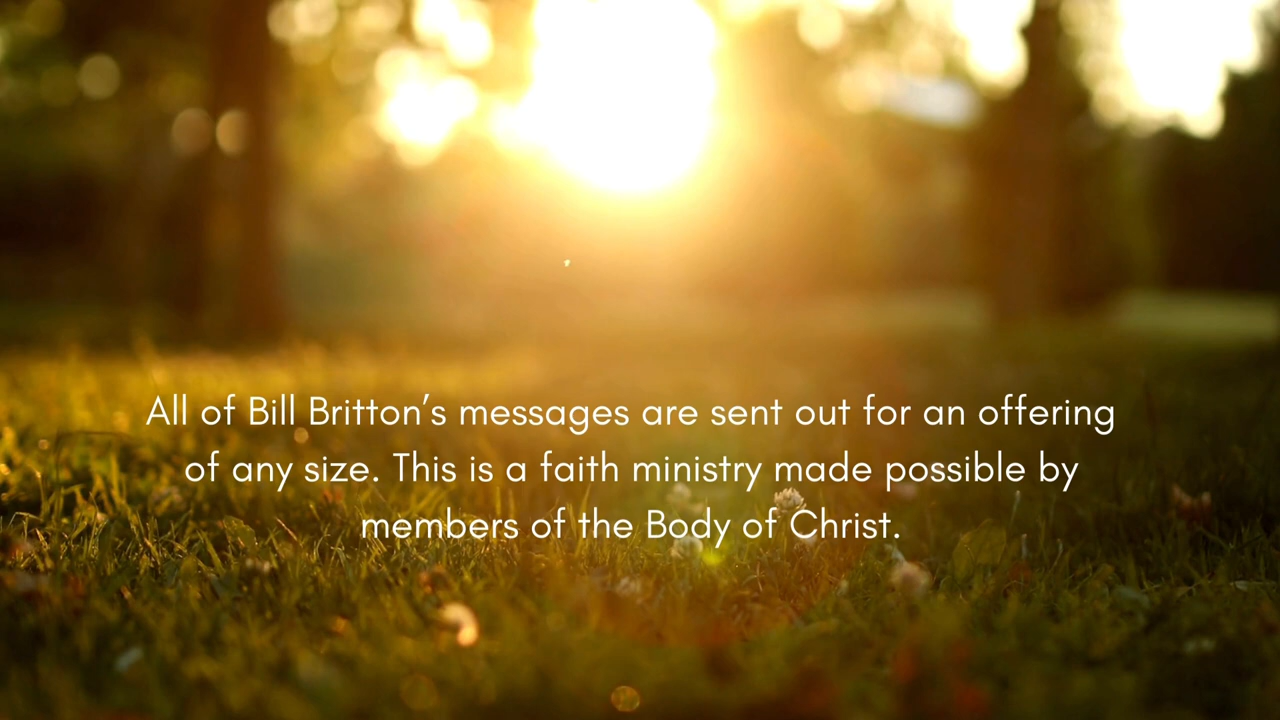 All of Bill Britton’s messages are sent out for an offering
of any size. This is a faith ministry made possible by
members of the Body of Christ.